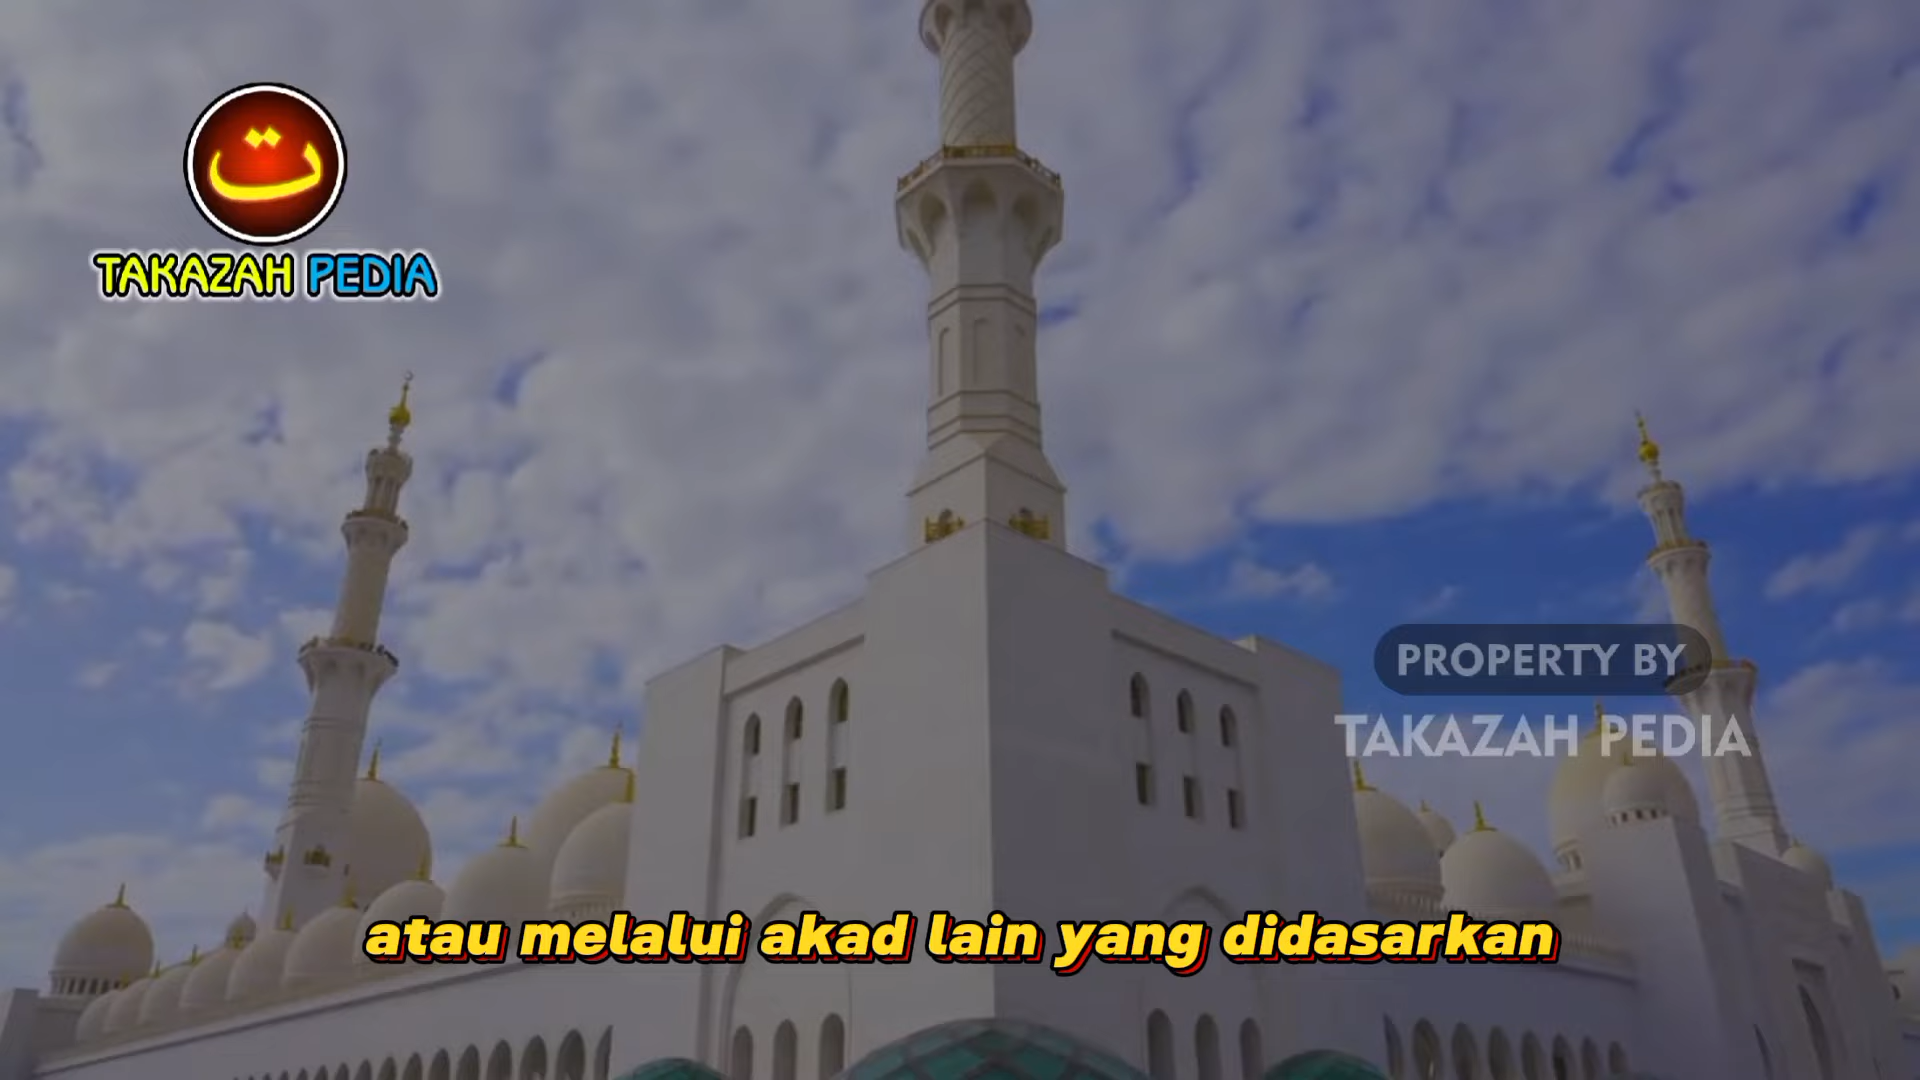 ت
TAKAZAH PEDIA
PROPERTY BY
TAKAZAH PEDIA
atau melalui akad lain yang didasarkan